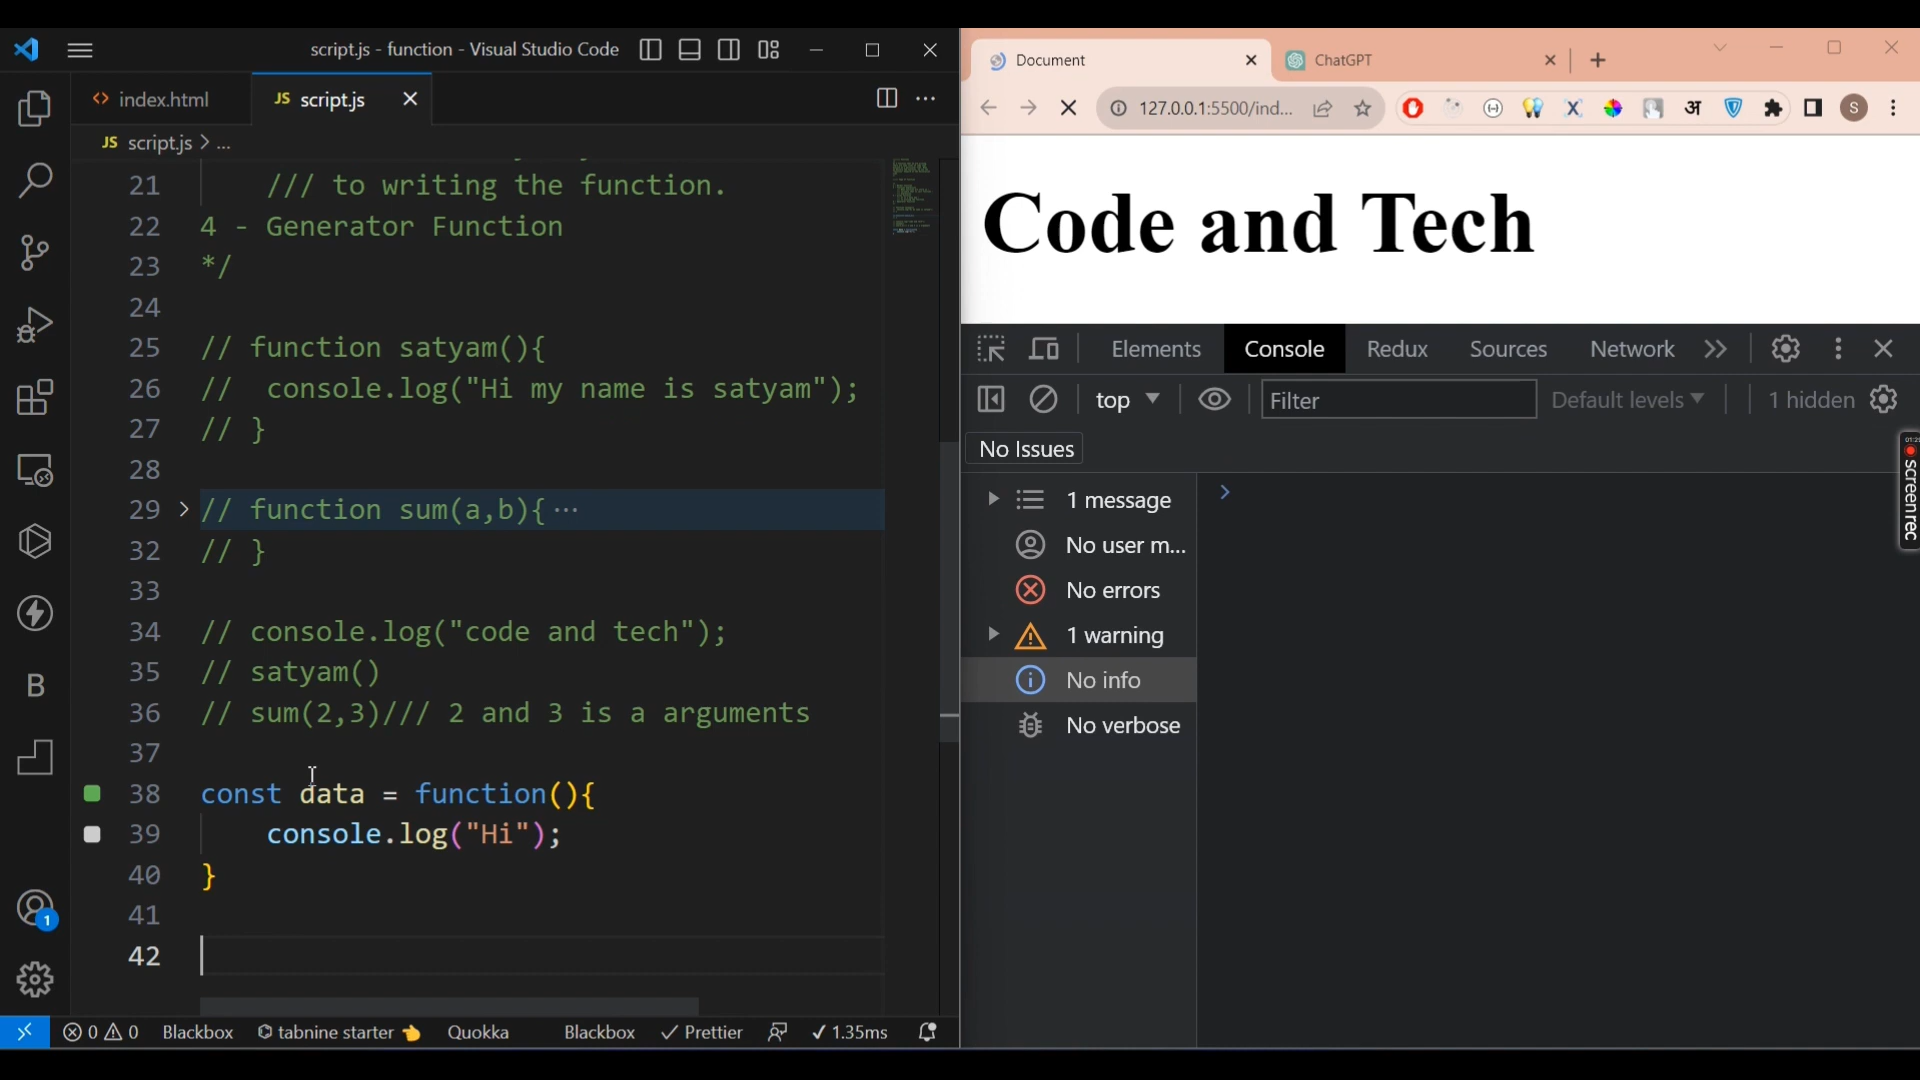 script.js - function - Visual Studio Code
index.html
JS script.js
JS script.js > ...
21 /// to writing the function.
22 4 - Generator Function
23 */
24
25 // function satyam(){
26 //  console.log("Hi my name is satyam");
27 // }
28
29 // function sum(a,b){ ...
32 // }
33
34 // console.log("code and tech");
35 // satyam()
36 // sum(2,3)/// 2 and 3 is a arguments
37
38 const data = function(){
39     console.log("Hi");
40 }
41
42
B
1
0 0 Blackbox tabnine starter Quokka Blackbox Prettier 1.35ms
Document
ChatGPT
127.0.0.1:5500/ind...
अ
S
Code and Tech
Elements Console Redux Sources Network
top Filter Default levels 1 hidden
No Issues
1 message
No user m...
No errors
1 warning
No info
No verbose
screenrec